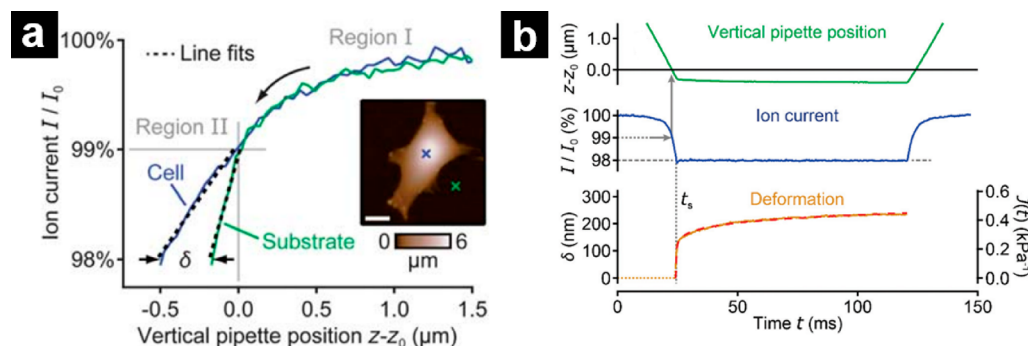 a
100%
99%
98%
Ion current I / I₀
Line fits
Region I
Region II
Cell
Substrate
δ
0
6
μm
-0.5
0.0
0.5
1.0
1.5
Vertical pipette position z-z₀ (μm)
b
1.0
0.0
z-z₀ (μm)
Vertical pipette position
100
99
98
I / I₀ (%)
Ion current
tₛ
Deformation
300
200
100
0
δ (nm)
0.6
0.4
0.2
0.0
J(t) (kPa⁻¹)
0
50
100
150
Time t (ms)